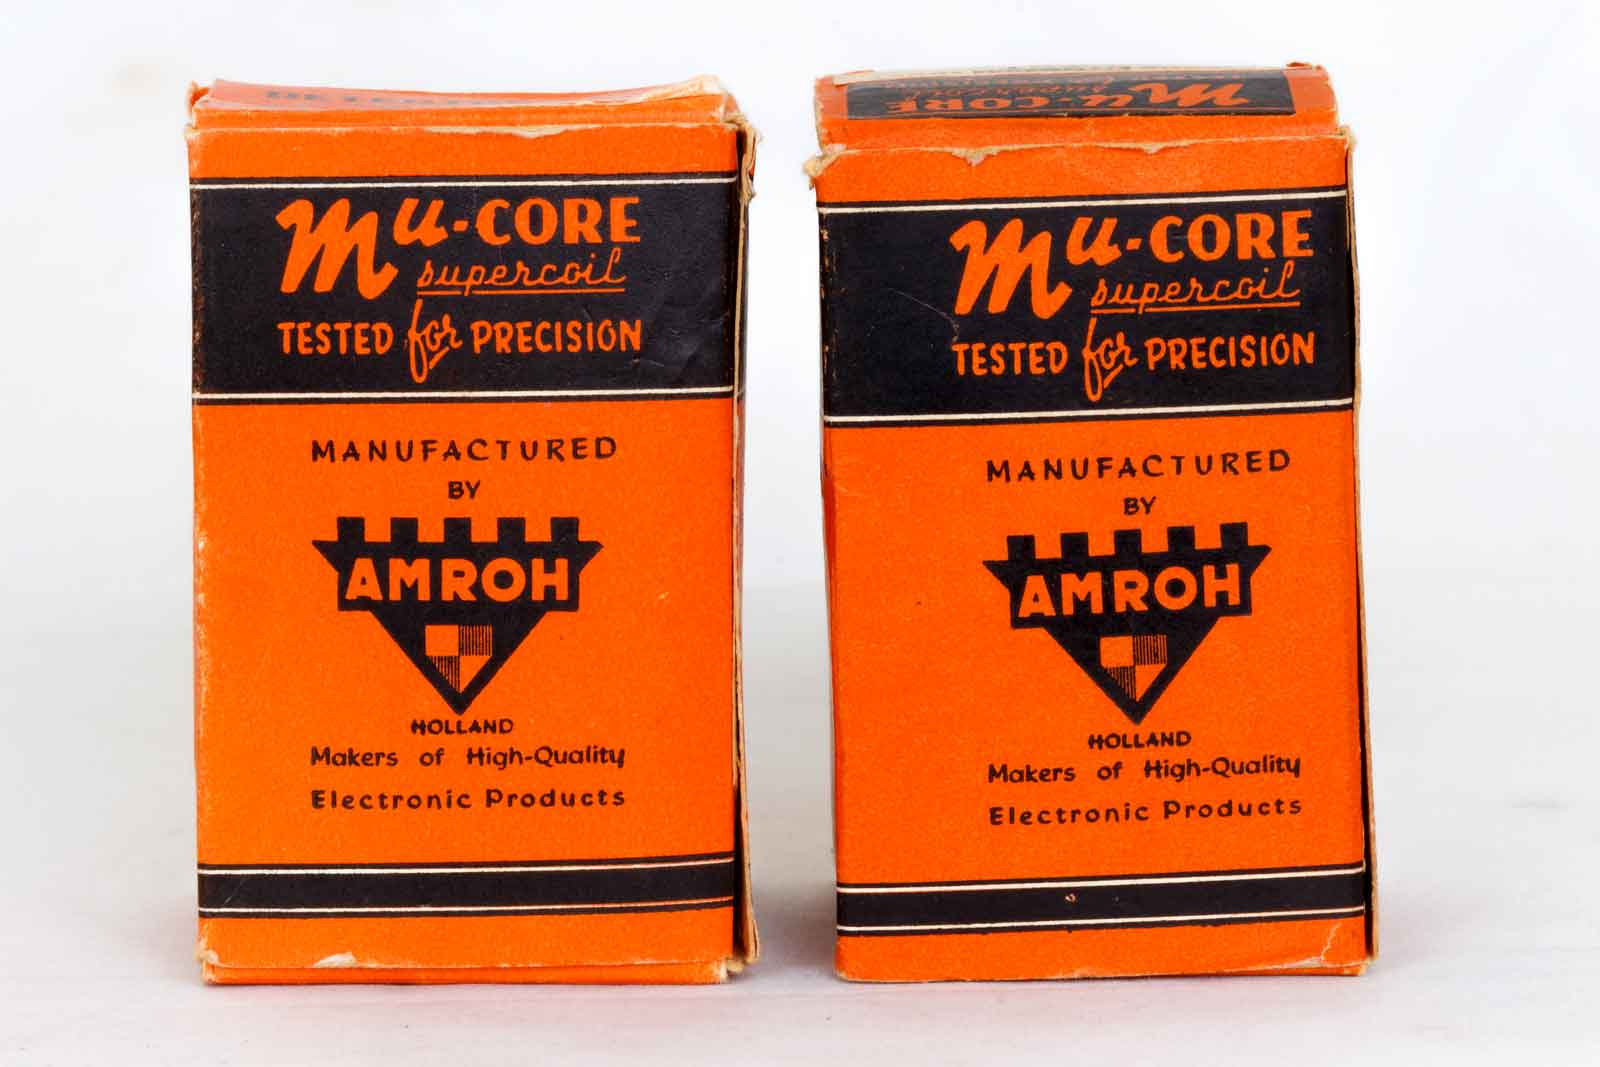 Mu-CORE
supercoil
TESTED for PRECISION
MANUFACTURED
BY
AMROH
HOLLAND
Makers of High-Quality
Electronic Products
Mu-CORE
supercoil
Mu-CORE
supercoil
TESTED for PRECISION
MANUFACTURED
BY
AMROH
HOLLAND
Makers of High-Quality
Electronic Products